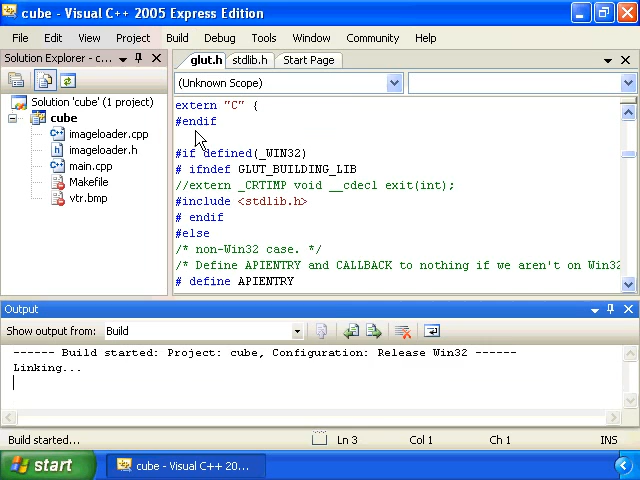 cube - Visual C++ 2005 Express Edition
File Edit View Project Build Debug Tools Window Community Help
Solution Explorer - c...
glut.h stdlib.h Start Page
(Unknown Scope)
Solution 'cube' (1 project)
cube
imageloader.cpp
imageloader.h
main.cpp
Makefile
vtr.bmp
extern "C" {
#endif
#if defined(_WIN32)
# ifndef GLUT_BUILDING_LIB
//extern _CRTIMP void __cdecl exit(int);
#include <stdlib.h>
# endif
#else
/* non-Win32 case. */
/* Define APIENTRY and CALLBACK to nothing if we aren't on Win32
# define APIENTRY
Output
Show output from: Build
------ Build started: Project: cube, Configuration: Release Win32 ------
Linking...
Build started... Ln 3 Col 1 Ch 1 INS
start cube - Visual C++ 20...